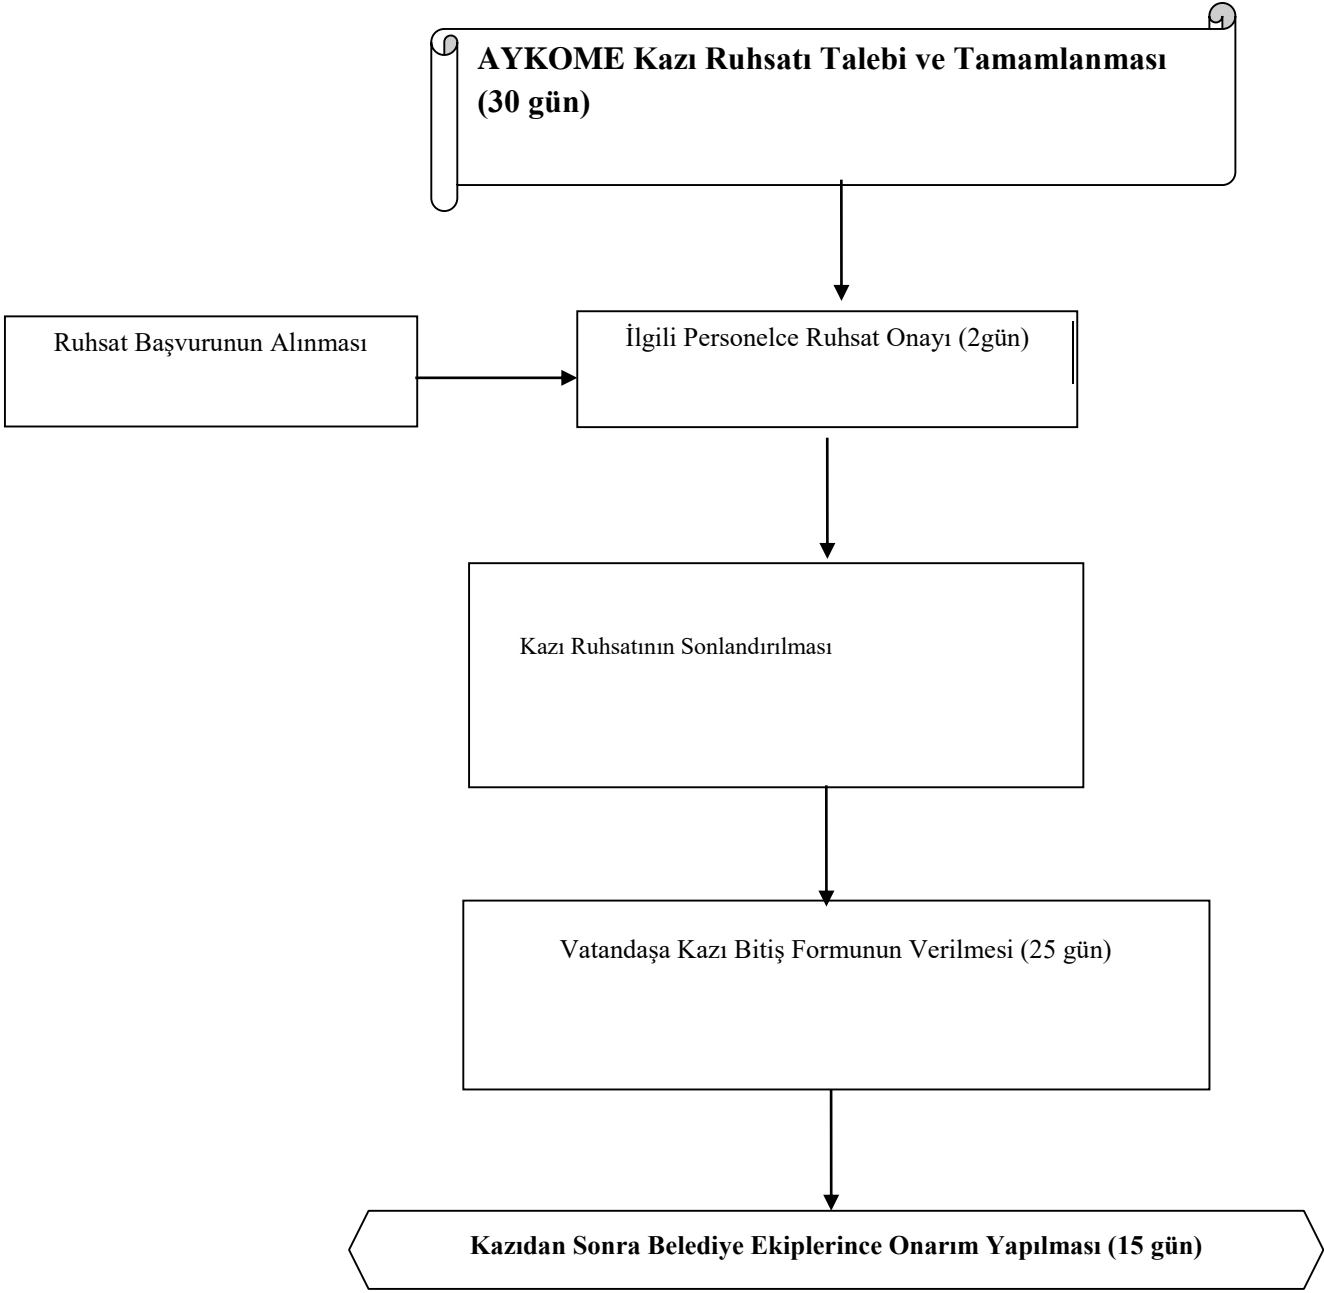 AYKOME Kazı Ruhsatı Talebi ve Tamamlanması
(30 gün)
Ruhsat Başvurunun Alınması
İlgili Personelce Ruhsat Onayı (2gün)
Kazı Ruhsatının Sonlandırılması
Vatandaşa Kazı Bitiş Formunun Verilmesi (25 gün)
Kazıdan Sonra Belediye Ekiplerince Onarım Yapılması (15 gün)